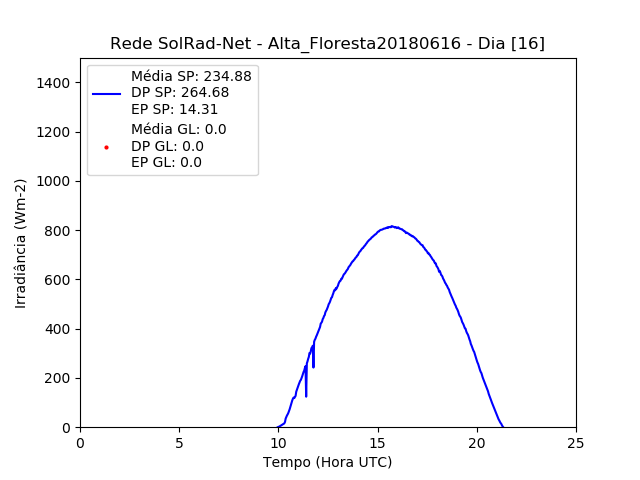 Rede SolRad-Net - Alta_Floresta20180616 - Dia [16]
Média SP: 234.88
DP SP: 264.68
EP SP: 14.31
Média GL: 0.0
DP GL: 0.0
EP GL: 0.0
Irradiância (Wm-2)
1400
1200
1000
800
600
400
200
0
0 5 10 15 20 25
Tempo (Hora UTC)